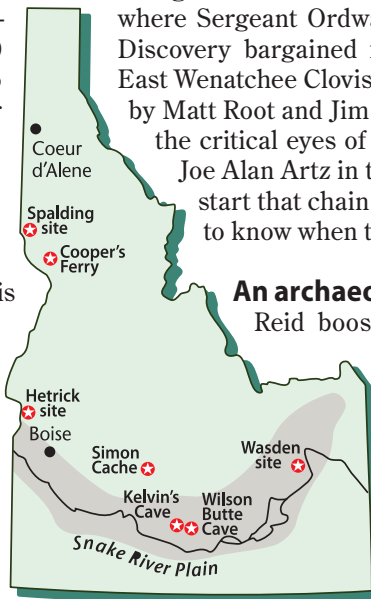 where Sergeant Ordwa
Discovery bargained
East Wenatchee Clovis
by Matt Root and Jim
the critical eyes of
Joe Alan Artz in t
start that chain
to know when t
is
An archaeo
Reid boos
Coeur
d'Alene
Spalding
site
Cooper's
Ferry
Hetrick
site
Boise
Simon
Cache
Wasden
site
Kelvin's
Cave
Wilson
Butte
Cave
Snake River Plain